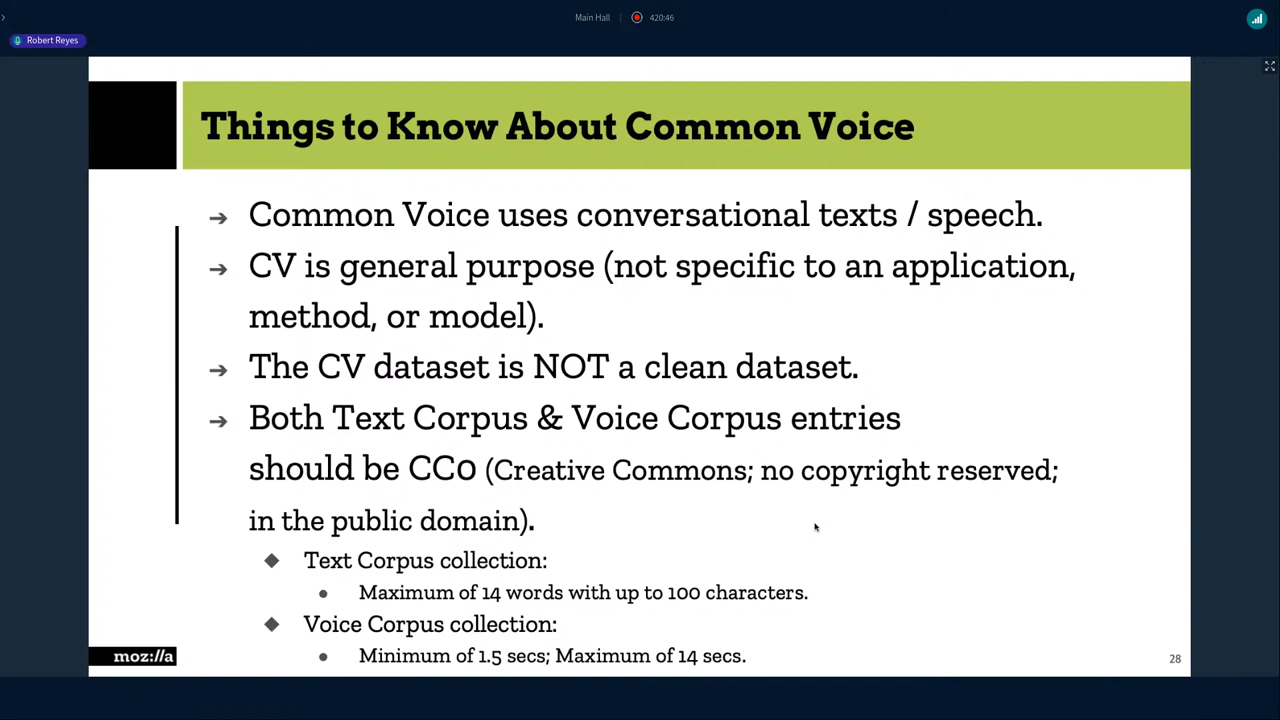 Main Hall
420:46
Robert Reyes
Things to Know About Common Voice
➔ Common Voice uses conversational texts / speech.
➔ CV is general purpose (not specific to an application,
method, or model).
➔ The CV dataset is NOT a clean dataset.
➔ Both Text Corpus & Voice Corpus entries
should be CC0 (Creative Commons; no copyright reserved;
in the public domain).
◆ Text Corpus collection:
● Maximum of 14 words with up to 100 characters.
◆ Voice Corpus collection:
● Minimum of 1.5 secs; Maximum of 14 secs.
moz://a
28